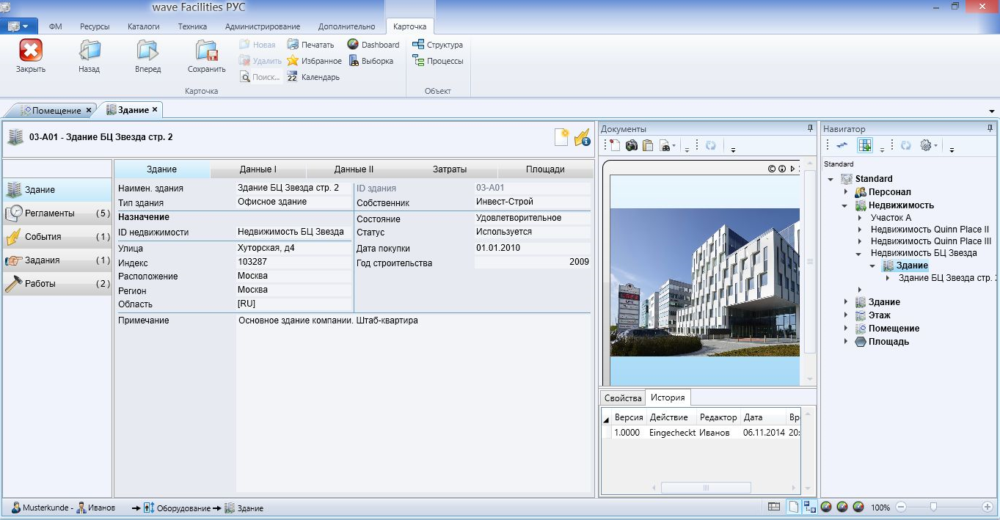 wave Facilities РУС
ФМ Ресурсы Каталоги Техника Администрирование Дополнительно Карточка
Закрыть Назад Вперед Сохранить
Новая Печатать Dashboard
Удалить Избранное Выборка
Поиск... 22 Календарь
Структура
Процессы
Карточка Объект
Помещение Здание
03-A01 - Здание БЦ Звезда стр. 2
Здание
Регламенты (5)
События (1)
Задания (1)
Работы (2)
Здание Данные I Данные II Затраты Площади
Наимен. здания Здание БЦ Звезда стр. 2 ID здания 03-A01
Тип здания Офисное здание Собственник Инвест-Строй
Назначение Состояние Удовлетворительное
ID недвижимости Недвижимость БЦ Звезда Статус Используется
Улица Хуторская, д4 Дата покупки 01.01.2010
Индекс 103287 Год строительства 2009
Расположение Москва
Регион Москва
Область [RU]
Примечание Основное здание компании. Штаб-квартира
Документы
Свойства История
Версия Действие Редактор Дата Вр
1.0000 Eingecheckt Иванов 06.11.2014 20:
Навигатор
Standard
Standard
Персонал
Недвижимость
Участок А
Недвижимость Quinn Place II
Недвижимость Quinn Place III
Недвижимость БЦ Звезда
Здание
Здание БЦ Звезда стр.
Здание
Этаж
Помещение
Площадь
Musterkunde - Иванов Оборудование Здание 100%